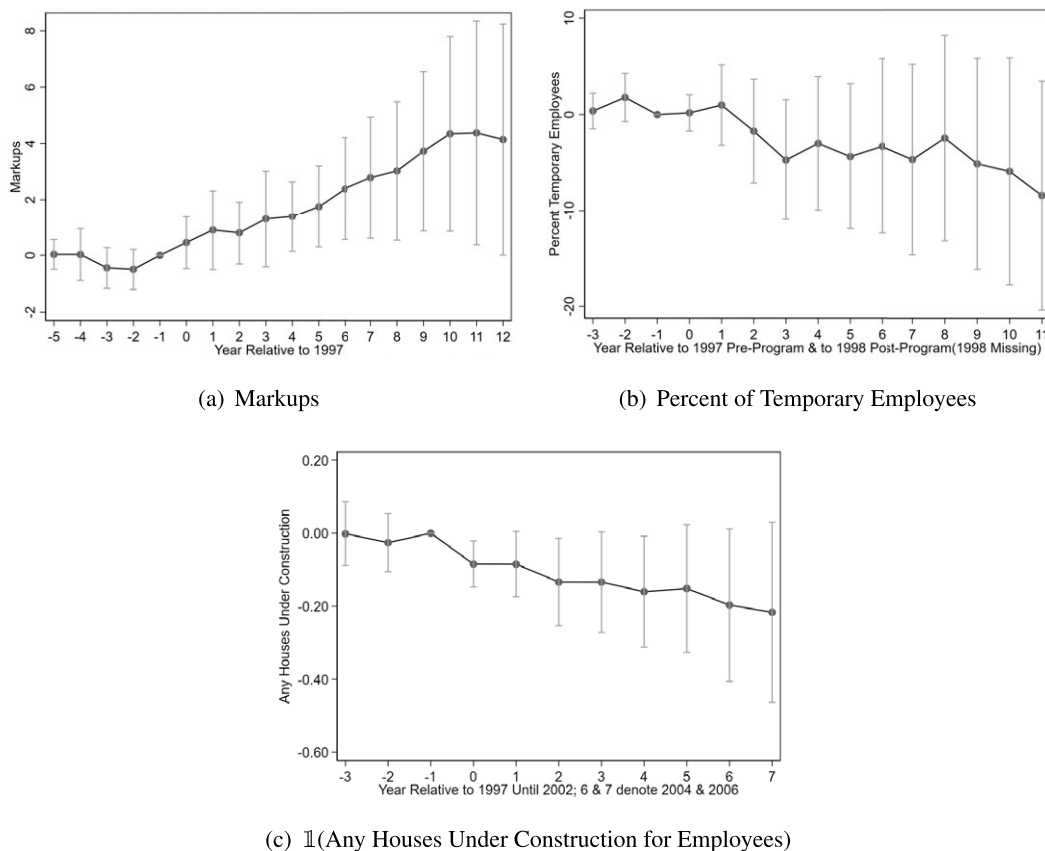 8
6
4
2
0
-2
Markups
-5 -4 -3 -2 -1 0 1 2 3 4 5 6 7 8 9 10 11 12
Year Relative to 1997
(a) Markups
10
0
-10
-20
Percent Temporary Employees
-3 -2 -1 0 1 2 3 4 5 6 7 8 9 10 11
Year Relative to 1997 Pre-Program & to 1998 Post-Program(1998 Missing)
(b) Percent of Temporary Employees
0.20
0.00
-0.20
-0.40
-0.60
Any Houses Under Construction
-3 -2 -1 0 1 2 3 4 5 6 7
Year Relative to 1997 Until 2002; 6 & 7 denote 2004 & 2006
(c) 𝟙(Any Houses Under Construction for Employees)